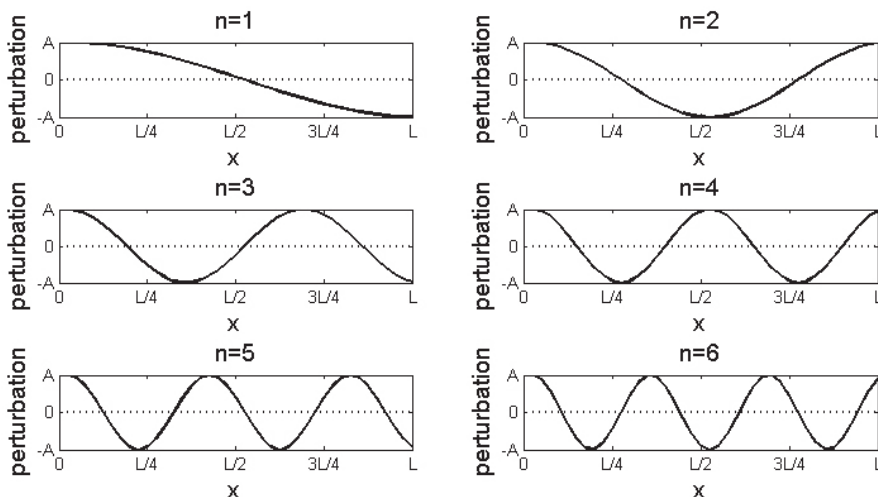 n=1
perturbation
A
0
-A
0 L/4 L/2 3L/4 L
x
n=2
perturbation
A
0
-A
0 L/4 L/2 3L/4 L
x
n=3
perturbation
A
0
-A
0 L/4 L/2 3L/4 L
x
n=4
perturbation
A
0
-A
0 L/4 L/2 3L/4 L
x
n=5
perturbation
A
0
-A
0 L/4 L/2 3L/4 L
x
n=6
perturbation
A
0
-A
0 L/4 L/2 3L/4 L
x